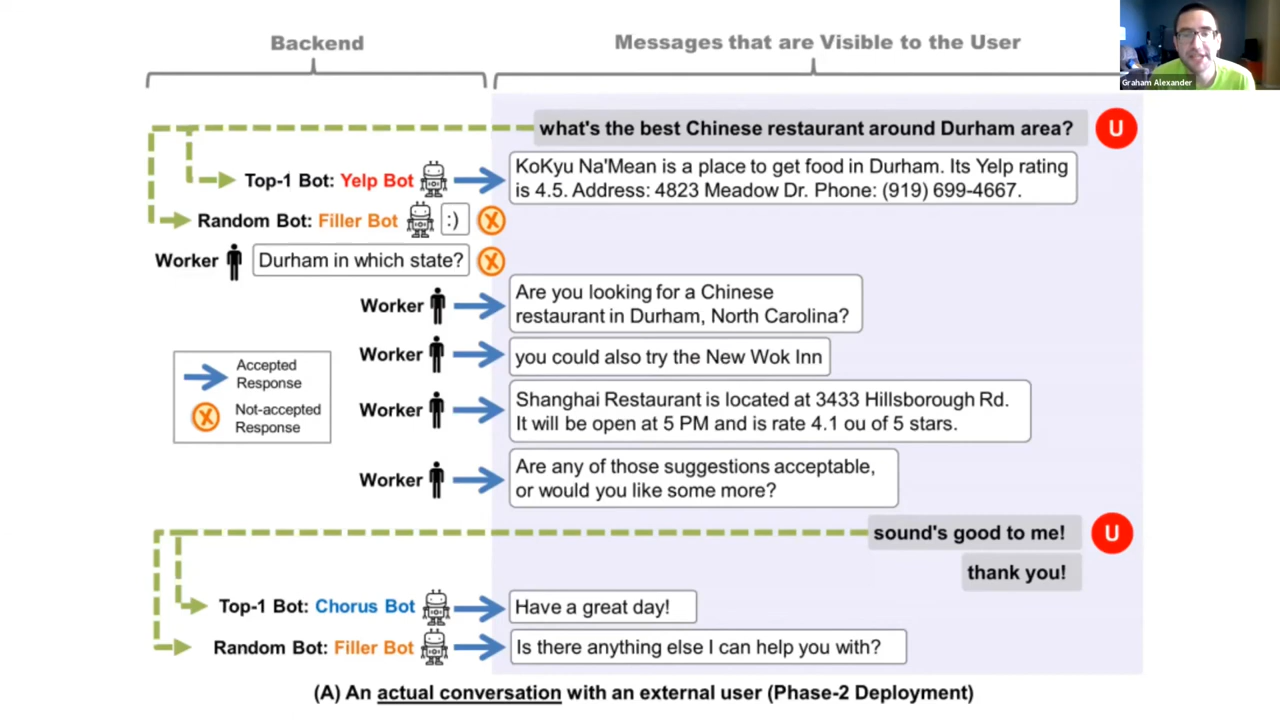 Backend
Messages that are Visible to the User
Graham Alexander
what's the best Chinese restaurant around Durham area?
U
Top-1 Bot: Yelp Bot
KoKyu Na'Mean is a place to get food in Durham. Its Yelp rating
is 4.5. Address: 4823 Meadow Dr. Phone: (919) 699-4667.
Random Bot: Filler Bot
:)
X
Worker
Durham in which state?
X
Worker
Are you looking for a Chinese
restaurant in Durham, North Carolina?
Worker
you could also try the New Wok Inn
Accepted
Response
Not-accepted
Response
X
Worker
Shanghai Restaurant is located at 3433 Hillsborough Rd.
It will be open at 5 PM and is rate 4.1 ou of 5 stars.
Worker
Are any of those suggestions acceptable,
or would you like some more?
sound's good to me!
U
thank you!
Top-1 Bot: Chorus Bot
Have a great day!
Random Bot: Filler Bot
Is there anything else I can help you with?
(A) An actual conversation with an external user (Phase-2 Deployment)